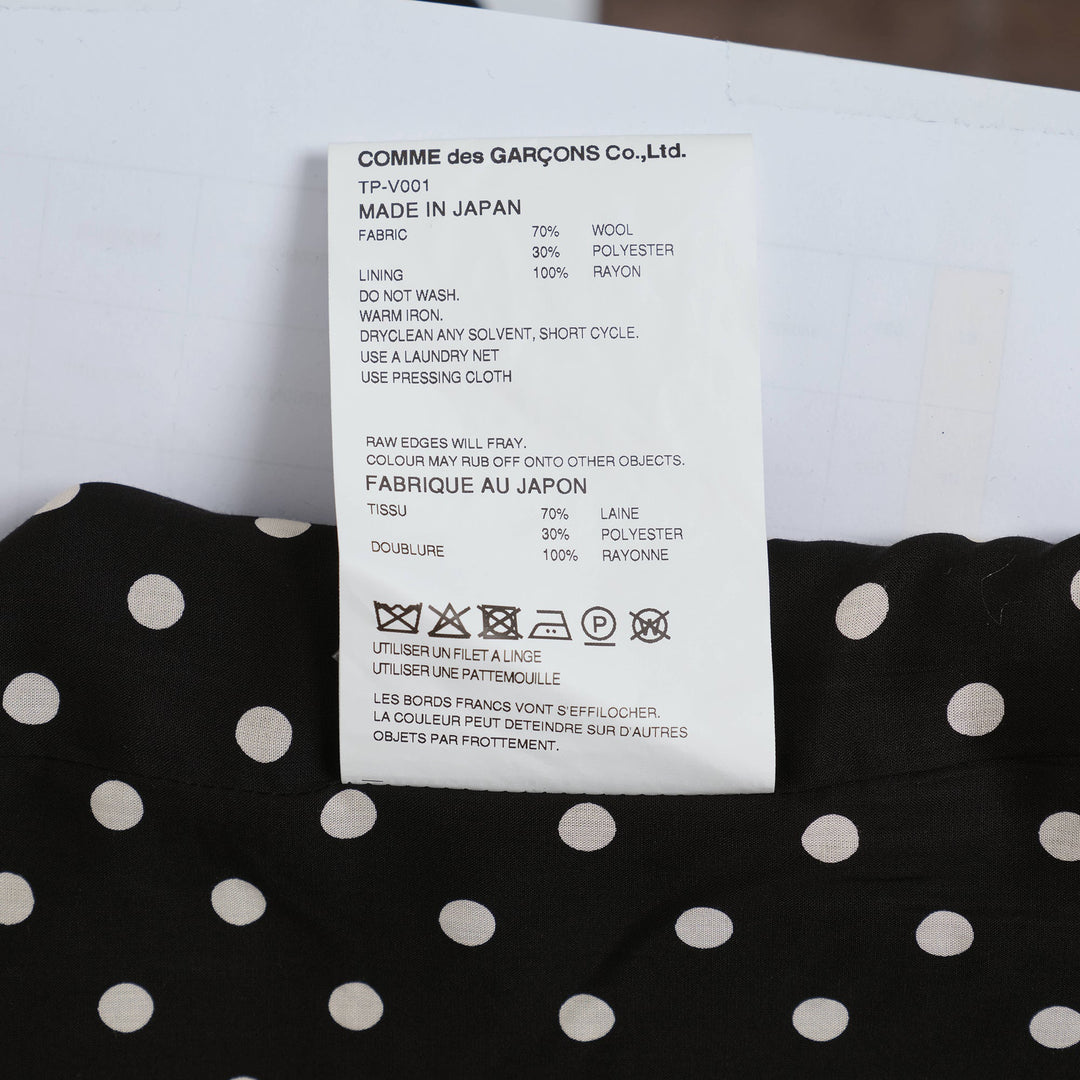 COMME des GARÇONS Co.,Ltd.
TP-V001
MADE IN JAPAN
FABRIC 70% WOOL
30% POLYESTER
LINING 100% RAYON
DO NOT WASH.
WARM IRON.
DRYCLEAN ANY SOLVENT, SHORT CYCLE.
USE A LAUNDRY NET
USE PRESSING CLOTH
RAW EDGES WILL FRAY.
COLOUR MAY RUB OFF ONTO OTHER OBJECTS.
FABRIQUE AU JAPON
TISSU 70% LAINE
30% POLYESTER
DOUBLURE 100% RAYONNE
P W
UTILISER UN FILET A LINGE
UTILISER UNE PATTEMOUILLE
LES BORDS FRANCS VONT S'EFFILOCHER.
LA COULEUR PEUT DETEINDRE SUR D'AUTRES
OBJETS PAR FROTTEMENT.